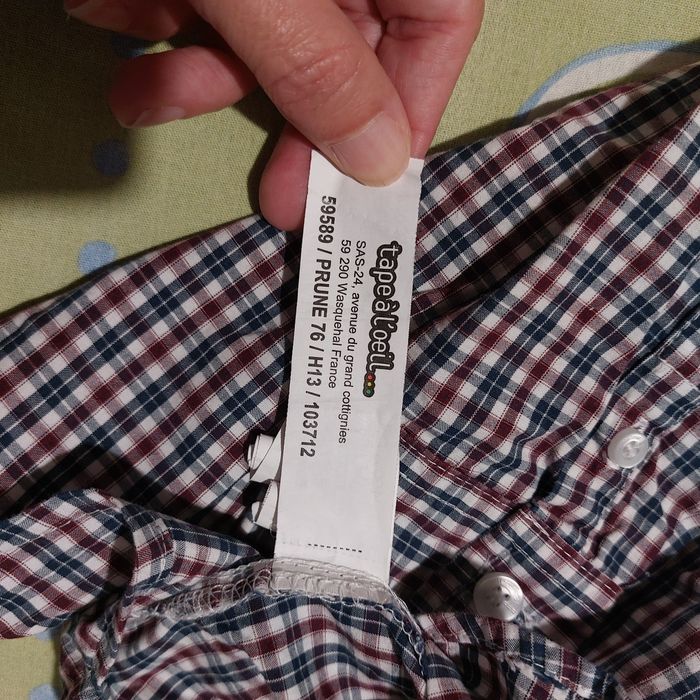 tape à l'oeil...
SAS-24, avenue du grand cottignies
59 290 Wasquehal France
59589 / PRUNE 76 / H13 / 103712